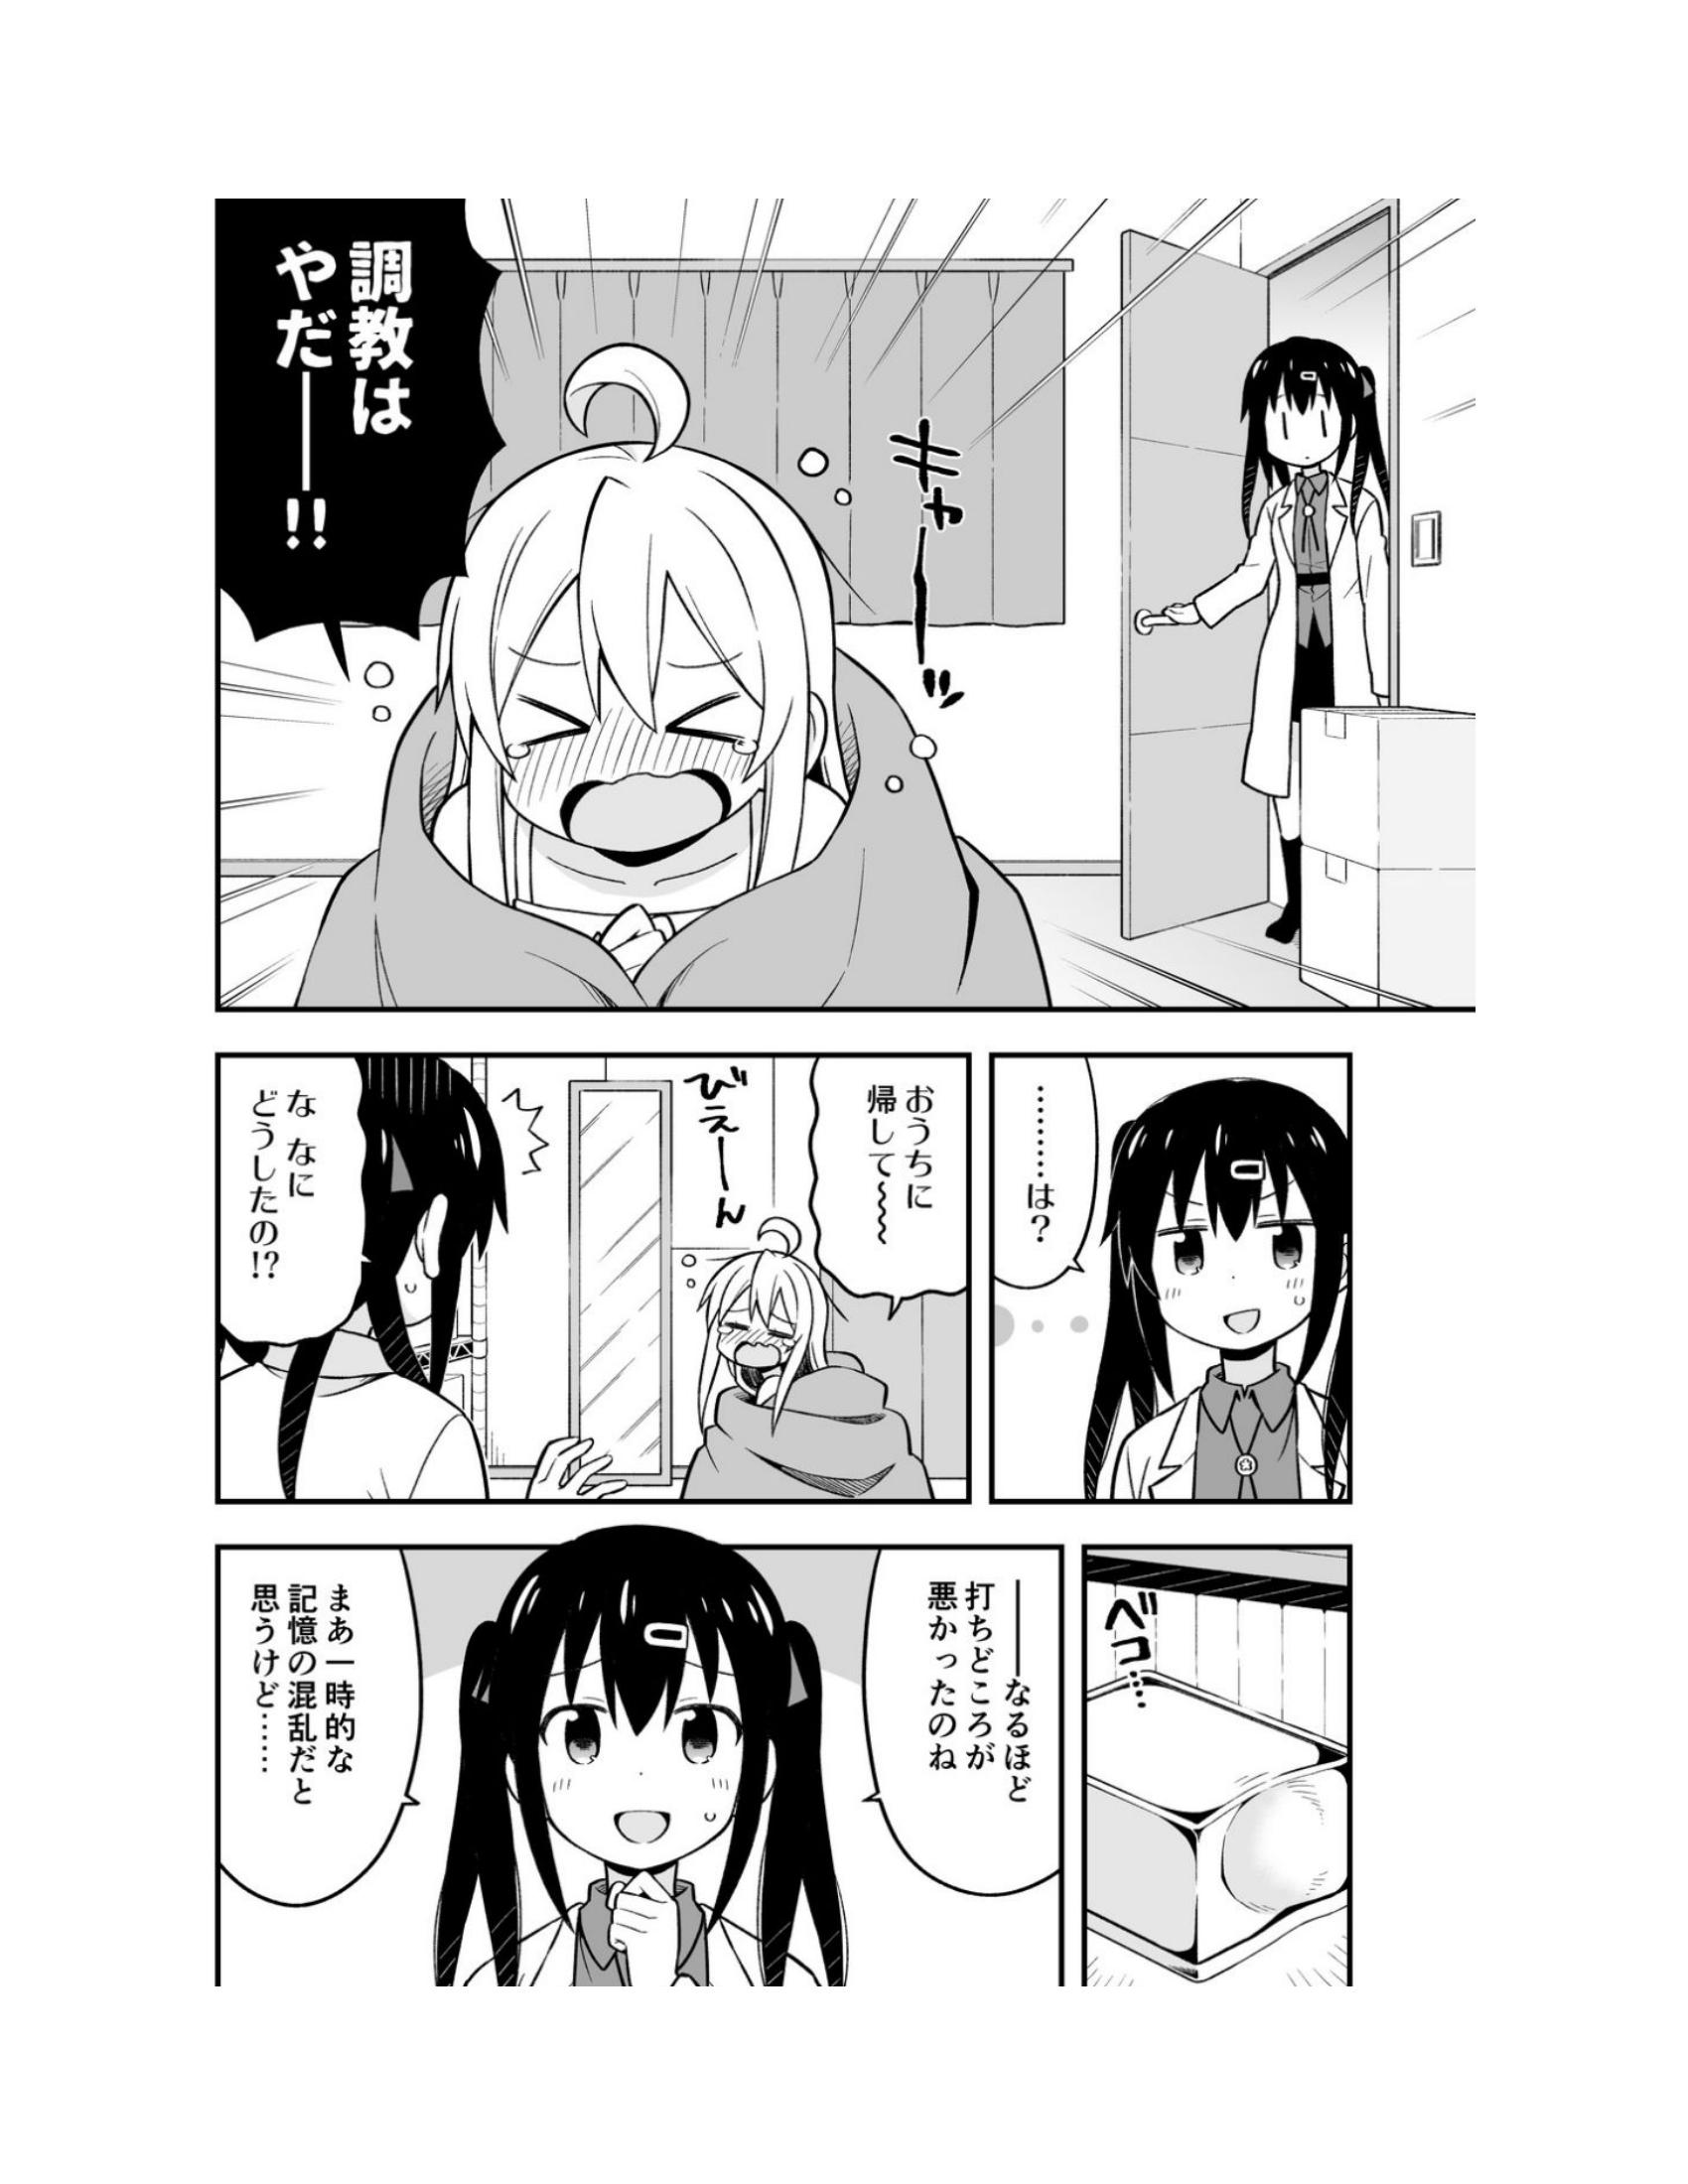 キャーーッ
調教は
やだ――!!
………は?
おうちに
帰して〜〜〜
びえーーん
な なに
どうしたの!?
ベコ…
――なるほど
打ちどころが
悪かったのね
まあ一時的な
記憶の混乱だと
思うけど……